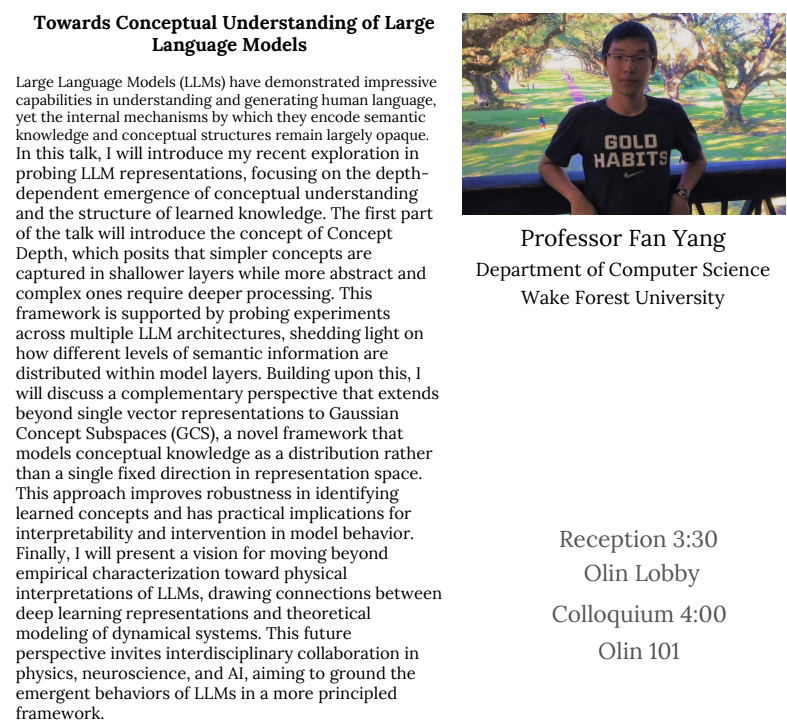 Towards Conceptual Understanding of Large
Language Models
Large Language Models (LLMs) have demonstrated impressive
capabilities in understanding and generating human language,
yet the internal mechanisms by which they encode semantic
knowledge and conceptual structures remain largely opaque.
In this talk, I will introduce my recent exploration in
probing LLM representations, focusing on the depth-
dependent emergence of conceptual understanding
and the structure of learned knowledge. The first part
of the talk will introduce the concept of Concept
Depth, which posits that simpler concepts are
captured in shallower layers while more abstract and
complex ones require deeper processing. This
framework is supported by probing experiments
across multiple LLM architectures, shedding light on
how different levels of semantic information are
distributed within model layers. Building upon this, I
will discuss a complementary perspective that extends
beyond single vector representations to Gaussian
Concept Subspaces (GCS), a novel framework that
models conceptual knowledge as a distribution rather
than a single fixed direction in representation space.
This approach improves robustness in identifying
learned concepts and has practical implications for
interpretability and intervention in model behavior.
Finally, I will present a vision for moving beyond
empirical characterization toward physical
interpretations of LLMs, drawing connections between
deep learning representations and theoretical
modeling of dynamical systems. This future
perspective invites interdisciplinary collaboration in
physics, neuroscience, and AI, aiming to ground the
emergent behaviors of LLMs in a more principled
framework.
GOLD
HABITS
Professor Fan Yang
Department of Computer Science
Wake Forest University
Reception 3:30
Olin Lobby
Colloquium 4:00
Olin 101